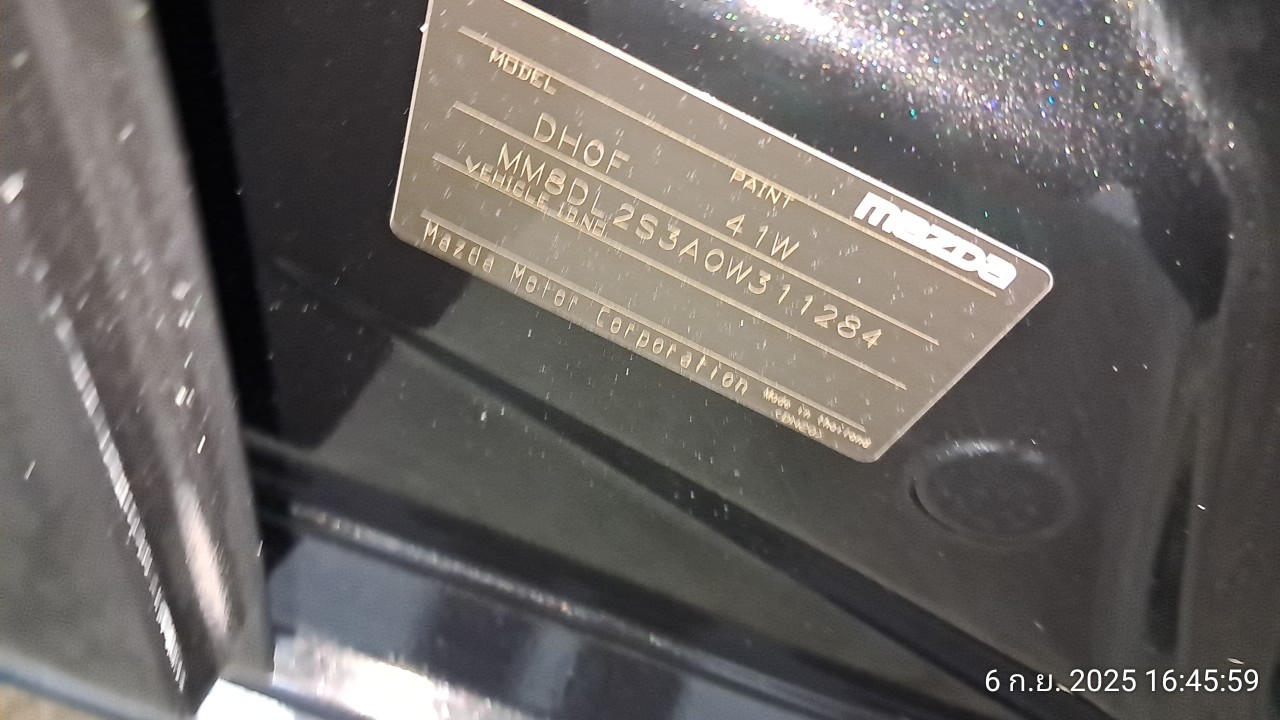 MODEL
PAINT
mazda
DH0F
41W
MM8DL2S3A0W311284
VEHICLE IDNO
Mazda Motor Corporation
Made in Thailand
6 ก.ย. 2025 16:45:59